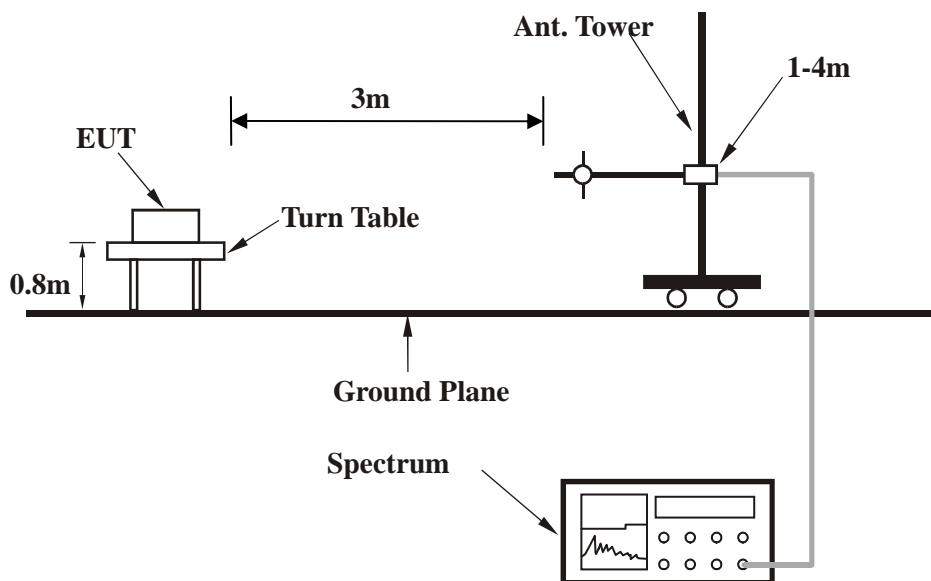 Ant. Tower
1-4m
3m
EUT
Turn Table
0.8m
Ground Plane
Spectrum